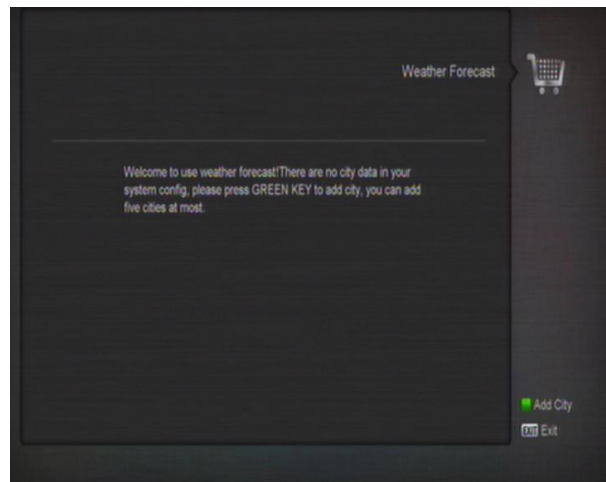 Weather Forecast
Welcome to use weather forecast!There are no city data in your
system config, please press GREEN KEY to add city, you can add
five cities at most.
Add City
EXIT Exit